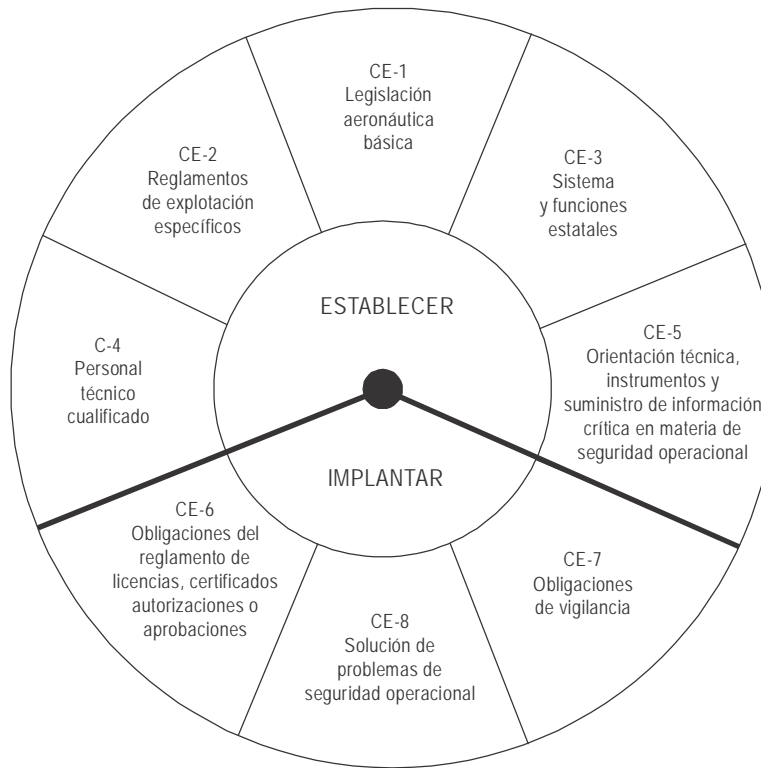 CE-1
Legislación
aeronáutica
básica
CE-2
Reglamentos
de explotación
específicos
CE-3
Sistema
y funciones
estatales
ESTABLECER
C-4
Personal
técnico
cualificado
CE-5
Orientación técnica,
instrumentos y
suministro de información
crítica en materia de
seguridad operacional
IMPLANTAR
CE-6
Obligaciones del
reglamento de
licencias, certificados
autorizaciones o
aprobaciones
CE-7
Obligaciones
de vigilancia
CE-8
Solución de
problemas de
seguridad operacional